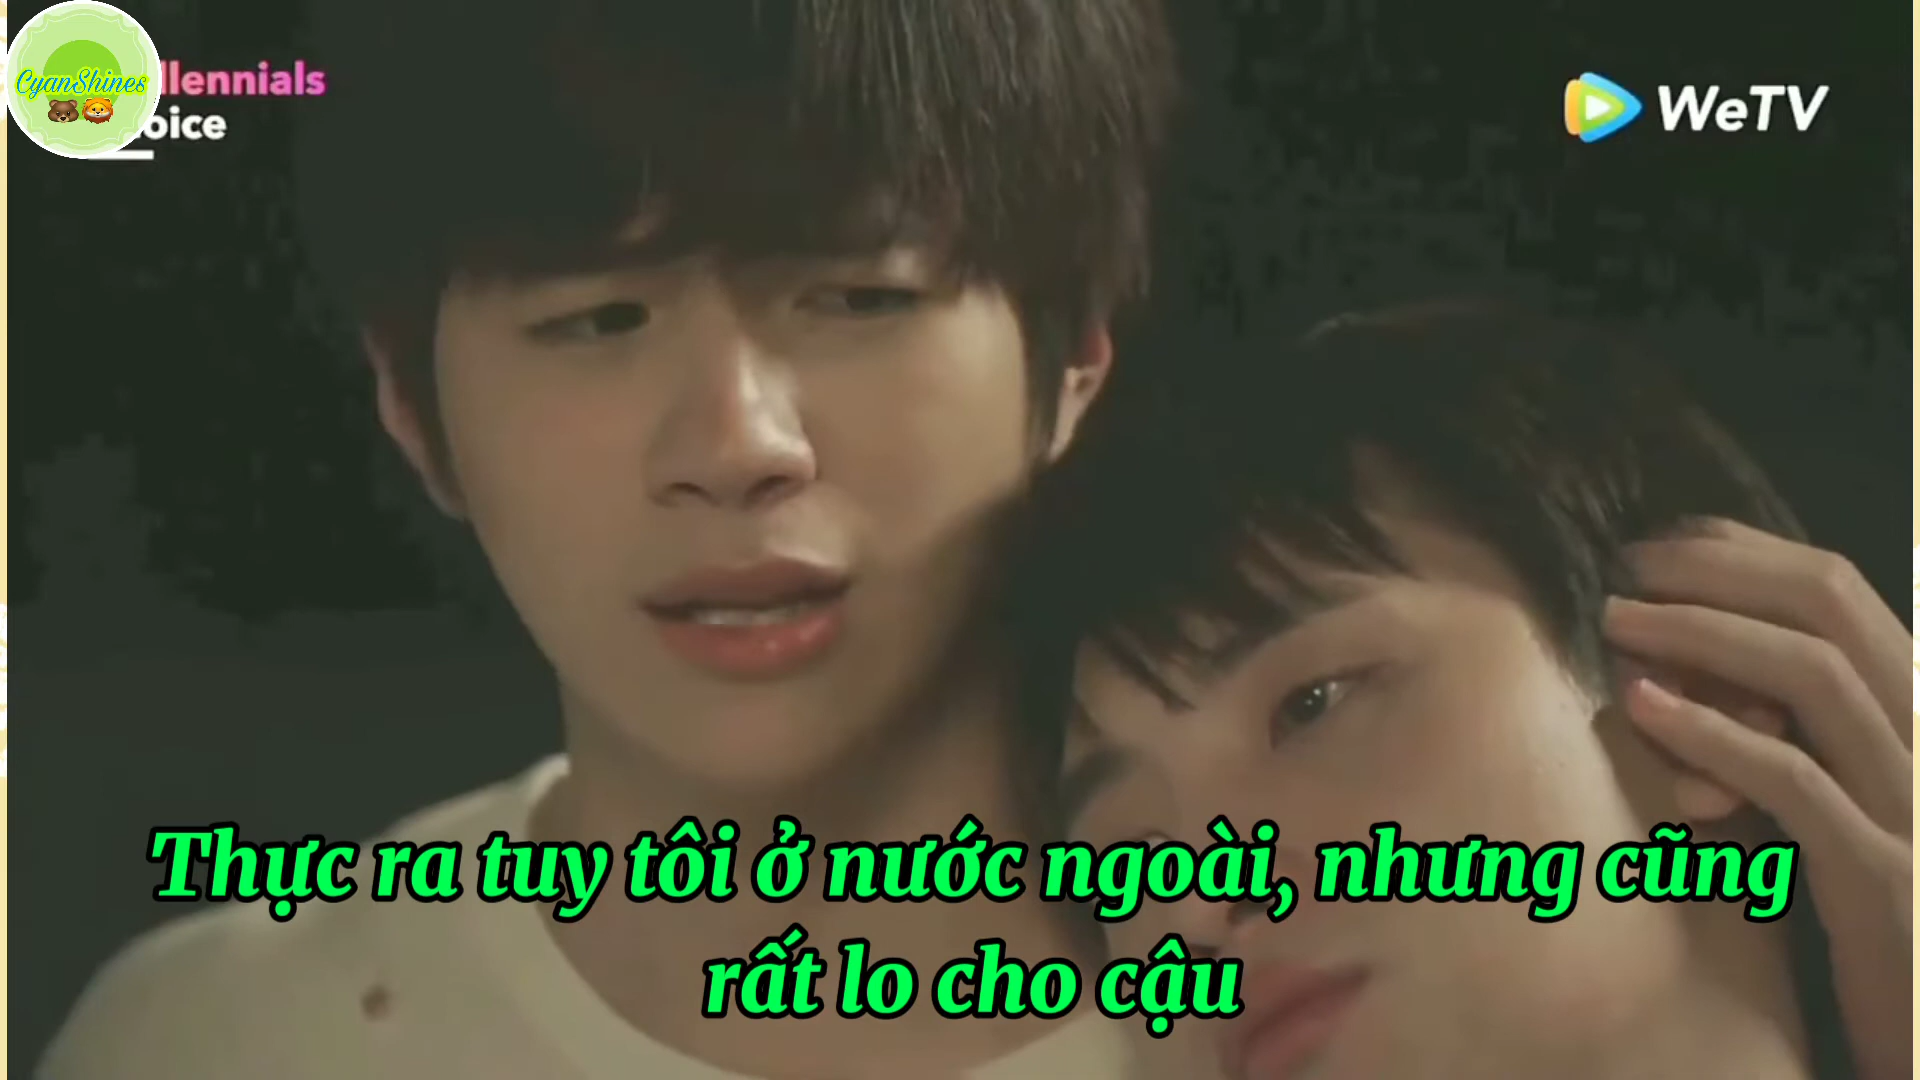 CyanShines
llennials
oice
WeTV
Thực ra tuy tôi ở nước ngoài, nhưng cũng
rất lo cho cậu